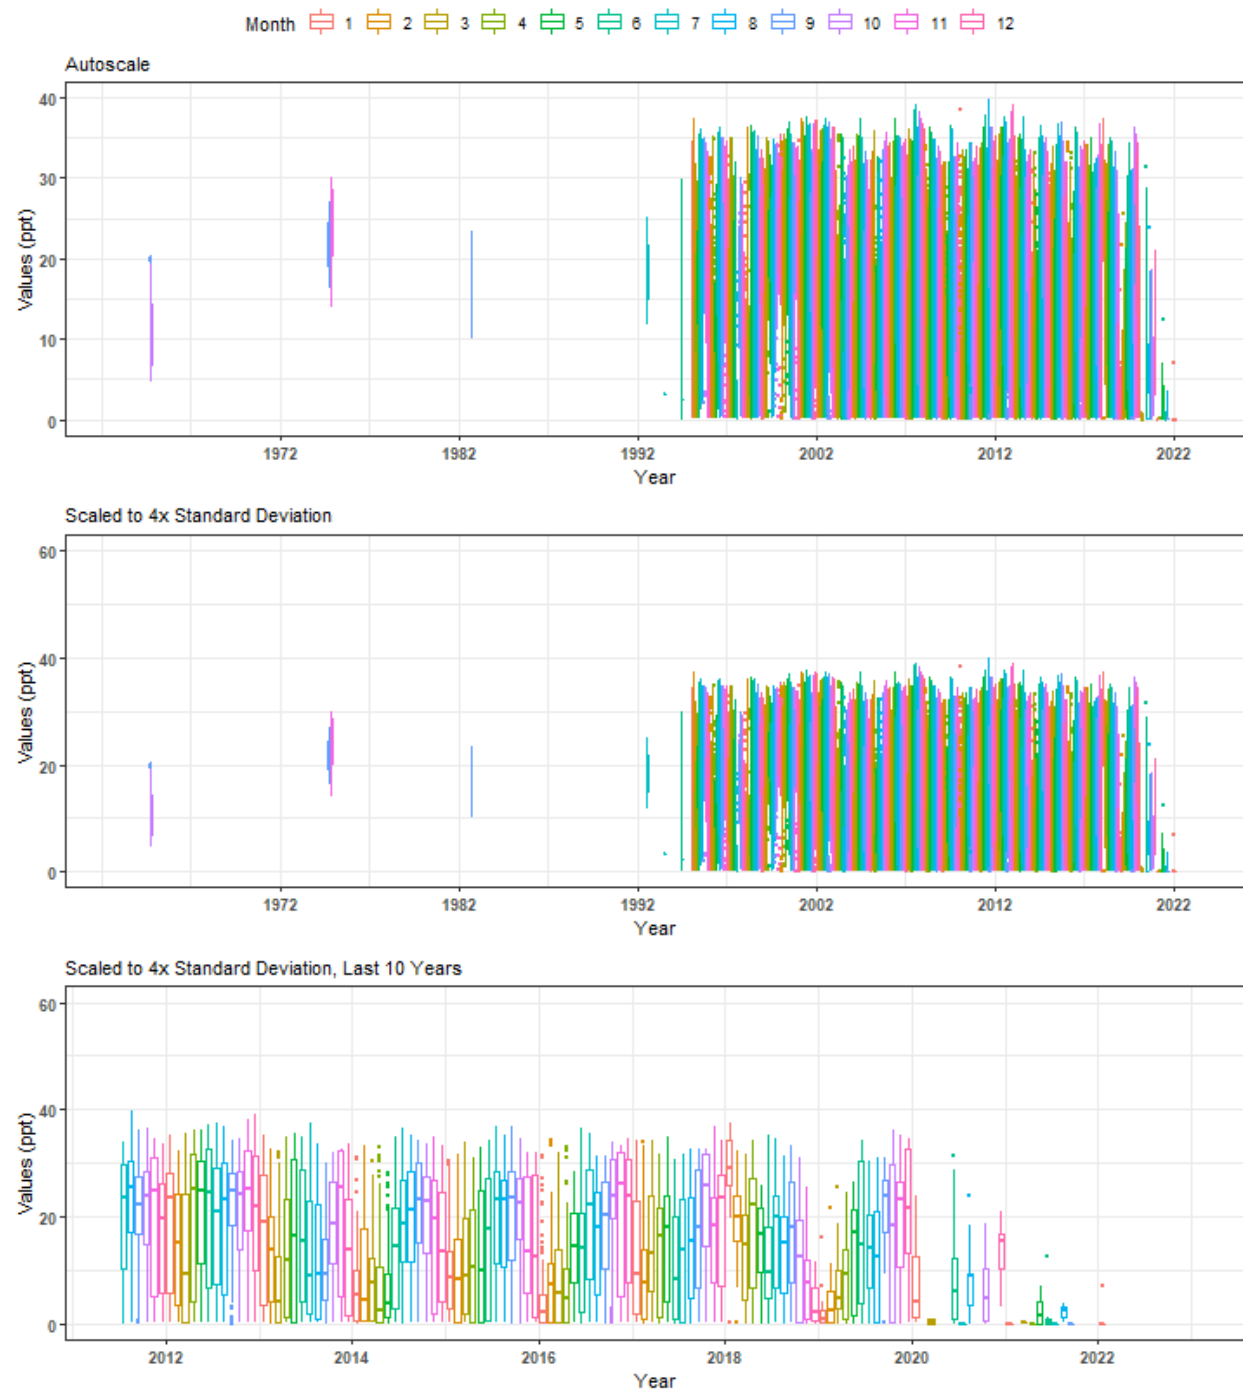 Month 1 2 3 4 5 6 7 8 9 10 11 12
Autoscale
40
30
20
10
0
Values (ppt)
1972 1982 1992 2002 2012 2022
Year
Scaled to 4x Standard Deviation
60
40
20
0
Values (ppt)
1972 1982 1992 2002 2012 2022
Year
Scaled to 4x Standard Deviation, Last 10 Years
60
40
20
0
Values (ppt)
2012 2014 2016 2018 2020 2022
Year